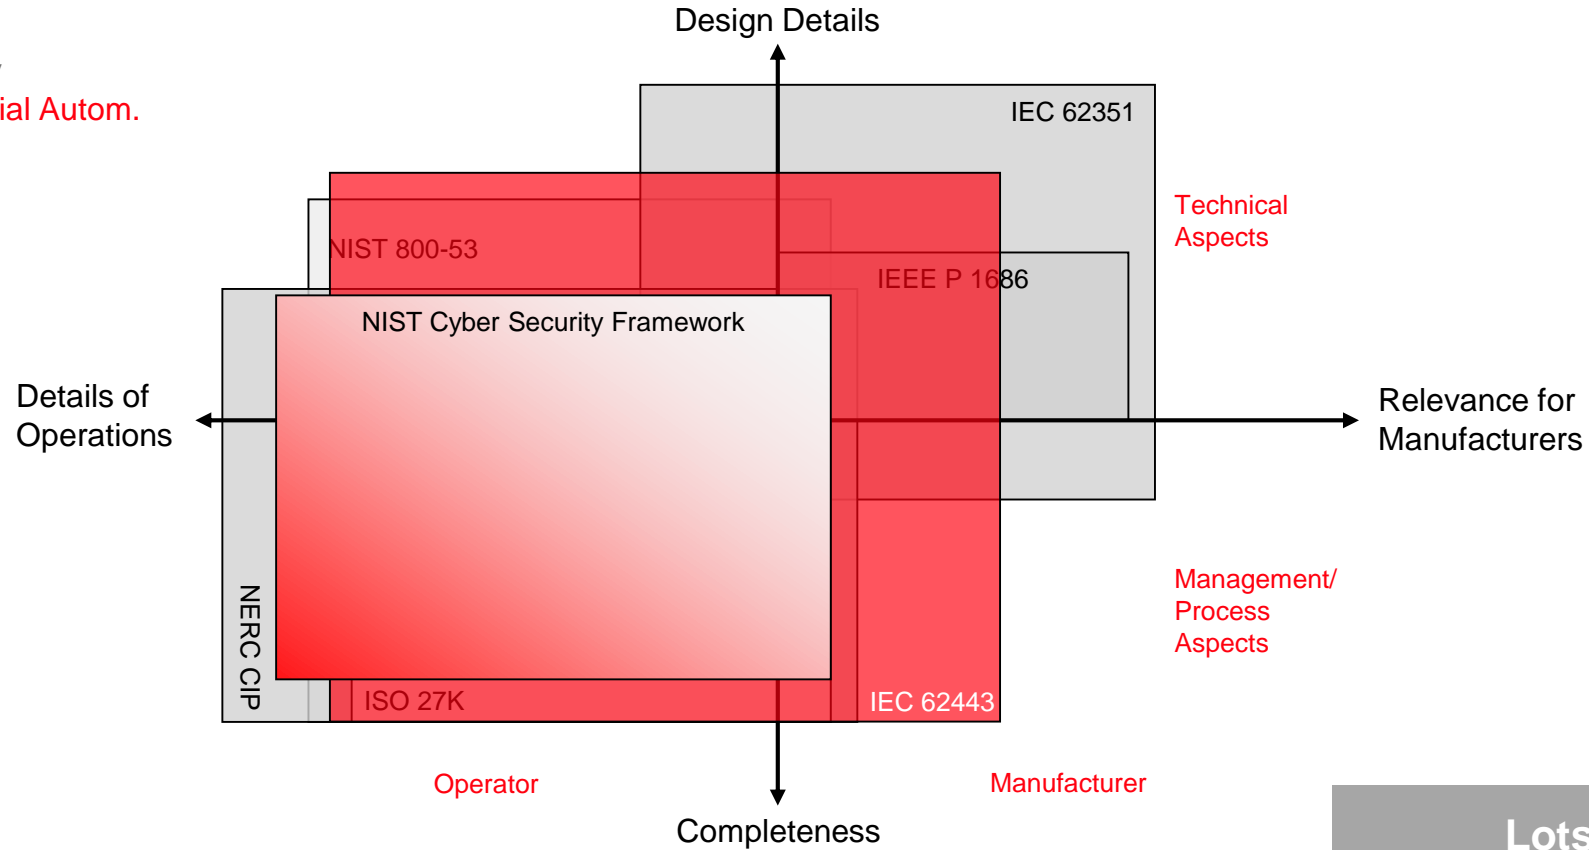 Design Details
ial Autom.
IEC 62351
Technical
Aspects
NIST 800-53
IEEE P 1686
NIST Cyber Security Framework
Details of
Operations
Relevance for
Manufacturers
Management/
Process
Aspects
NERC CIP
ISO 27K
IEC 62443
Operator
Manufacturer
Completeness
Lots